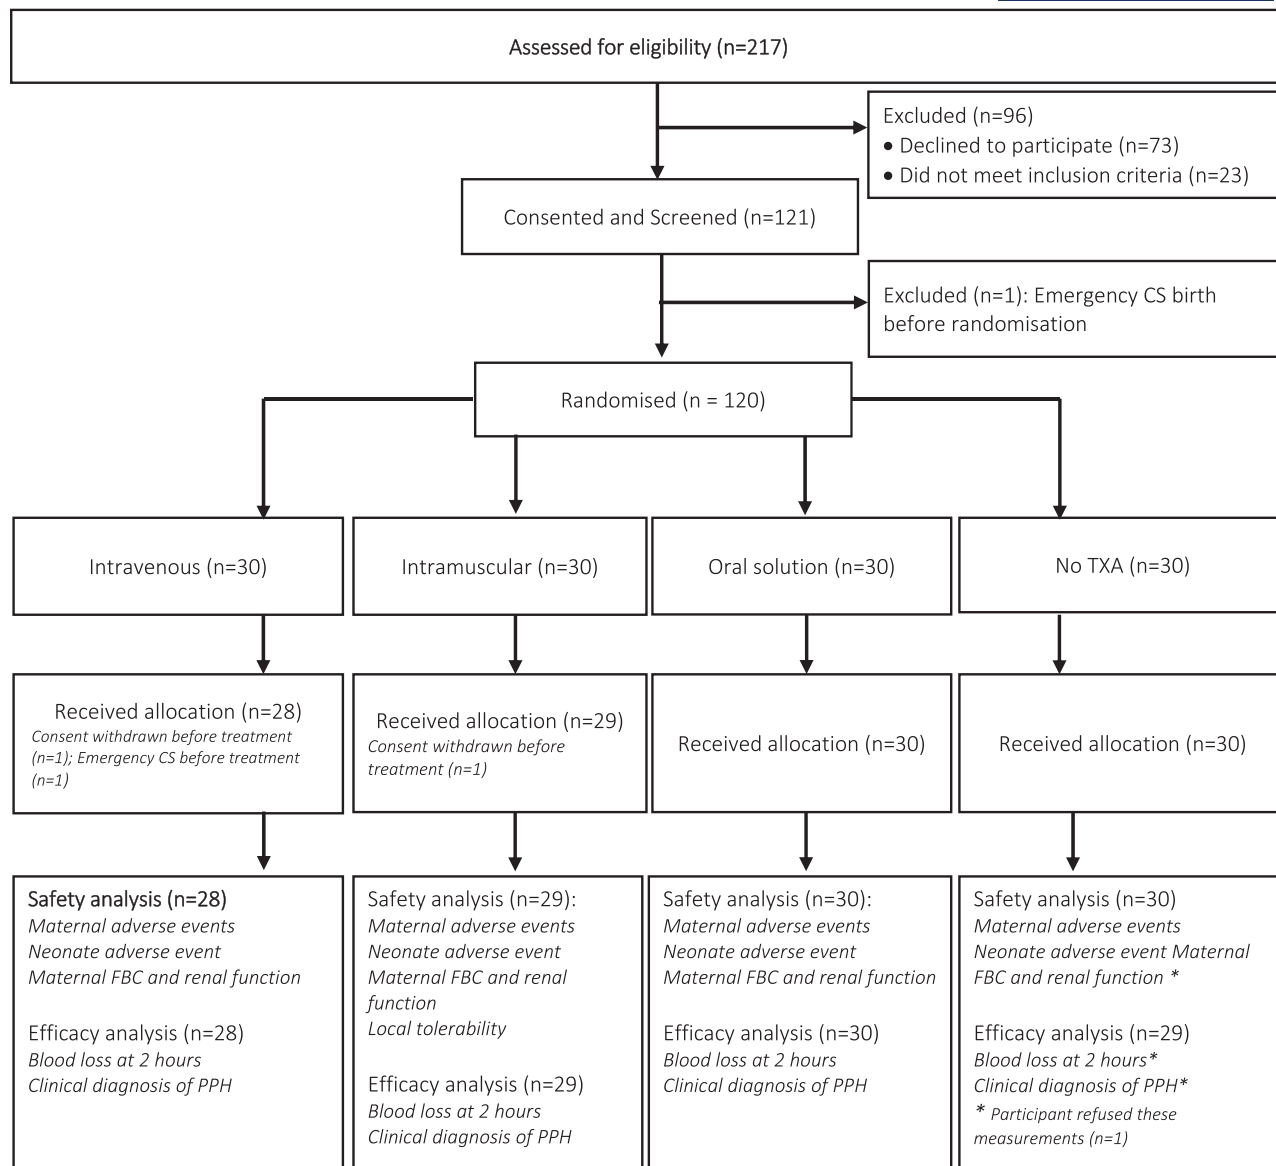 Assessed for eligibility (n=217)
Excluded (n=96)
• Declined to participate (n=73)
• Did not meet inclusion criteria (n=23)
Consented and Screened (n=121)
Excluded (n=1): Emergency CS birth
before randomisation
Randomised (n = 120)
Intravenous (n=30)
Intramuscular (n=30)
Oral solution (n=30)
No TXA (n=30)
Received allocation (n=28)
Consent withdrawn before treatment
(n=1); Emergency CS before treatment
(n=1)
Received allocation (n=29)
Consent withdrawn before
treatment (n=1)
Received allocation (n=30)
Received allocation (n=30)
Safety analysis (n=28)
Maternal adverse events
Neonate adverse event
Maternal FBC and renal function
Efficacy analysis (n=28)
Blood loss at 2 hours
Clinical diagnosis of PPH
Safety analysis (n=29):
Maternal adverse events
Neonate adverse event
Maternal FBC and renal
function
Local tolerability
Efficacy analysis (n=29)
Blood loss at 2 hours
Clinical diagnosis of PPH
Safety analysis (n=30):
Maternal adverse events
Neonate adverse event
Maternal FBC and renal function
Efficacy analysis (n=30)
Blood loss at 2 hours
Clinical diagnosis of PPH
Safety analysis (n=30)
Maternal adverse events
Neonate adverse event Maternal
FBC and renal function *
Efficacy analysis (n=29)
Blood loss at 2 hours*
Clinical diagnosis of PPH*
* Participant refused these
measurements (n=1)